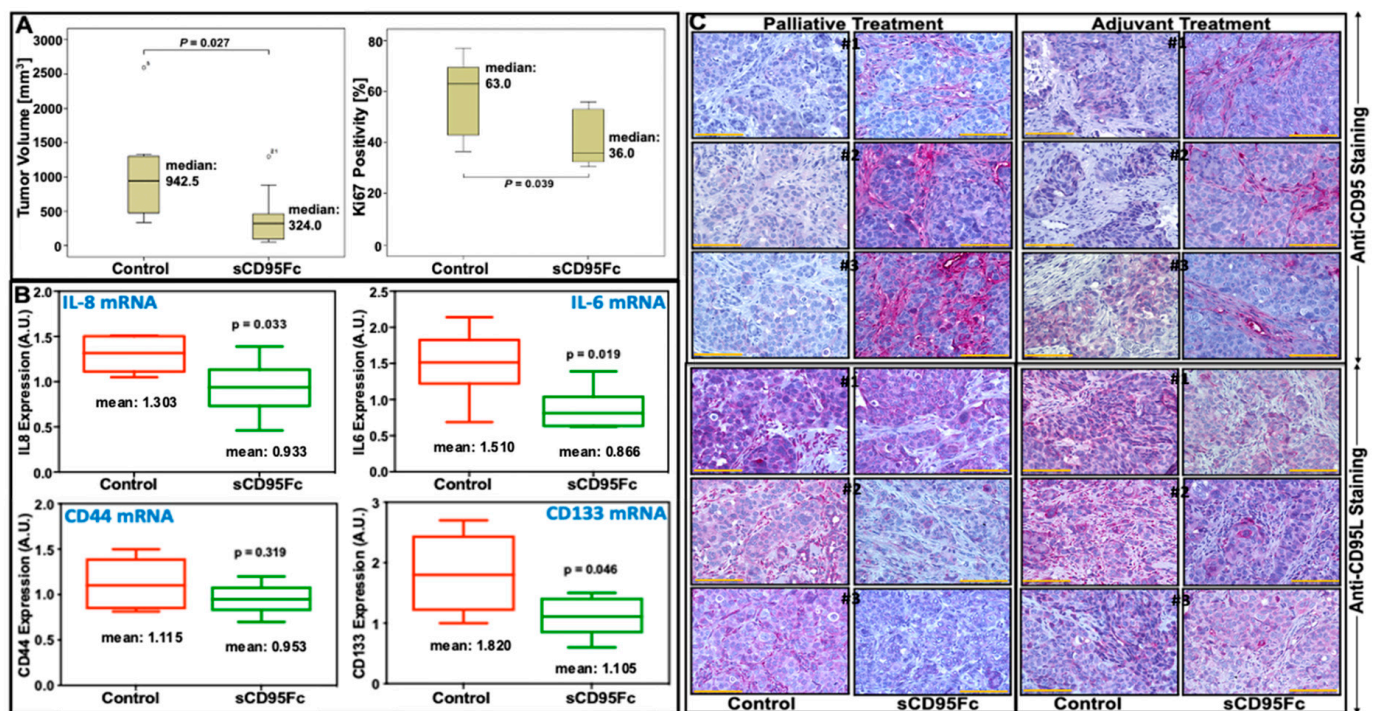 A
Tumor Volume [mm³]
3000
2500
2000
1500
1000
500
0
P = 0.027
median:
942.5
median:
324.0
Control
sCD95Fc
Ki67 Positivity [%]
80
60
40
20
0
median:
63.0
median:
36.0
P = 0.039
Control
sCD95Fc
B
IL-8 mRNA
IL8 Expression (A.U.)
2.0
1.5
1.0
0.5
0.0
p = 0.033
mean: 1.303
mean: 0.933
Control
sCD95Fc
IL-6 mRNA
IL6 Expression (A.U.)
2.5
2.0
1.5
1.0
0.5
0.0
p = 0.019
mean: 1.510
mean: 0.866
Control
sCD95Fc
CD44 mRNA
CD44 Expression (A.U.)
2.0
1.5
1.0
0.5
0.0
p = 0.319
mean: 1.115
mean: 0.953
Control
sCD95Fc
CD133 mRNA
CD133 Expression (A.U.)
3
2
1
0
p = 0.046
mean: 1.820
mean: 1.105
Control
sCD95Fc
C
Palliative Treatment
Adjuvant Treatment
#1
#1
#2
#2
#3
#3
Anti-CD95 Staining
#1
#1
#2
#2
#3
#3
Anti-CD95L Staining
Control
sCD95Fc
Control
sCD95Fc